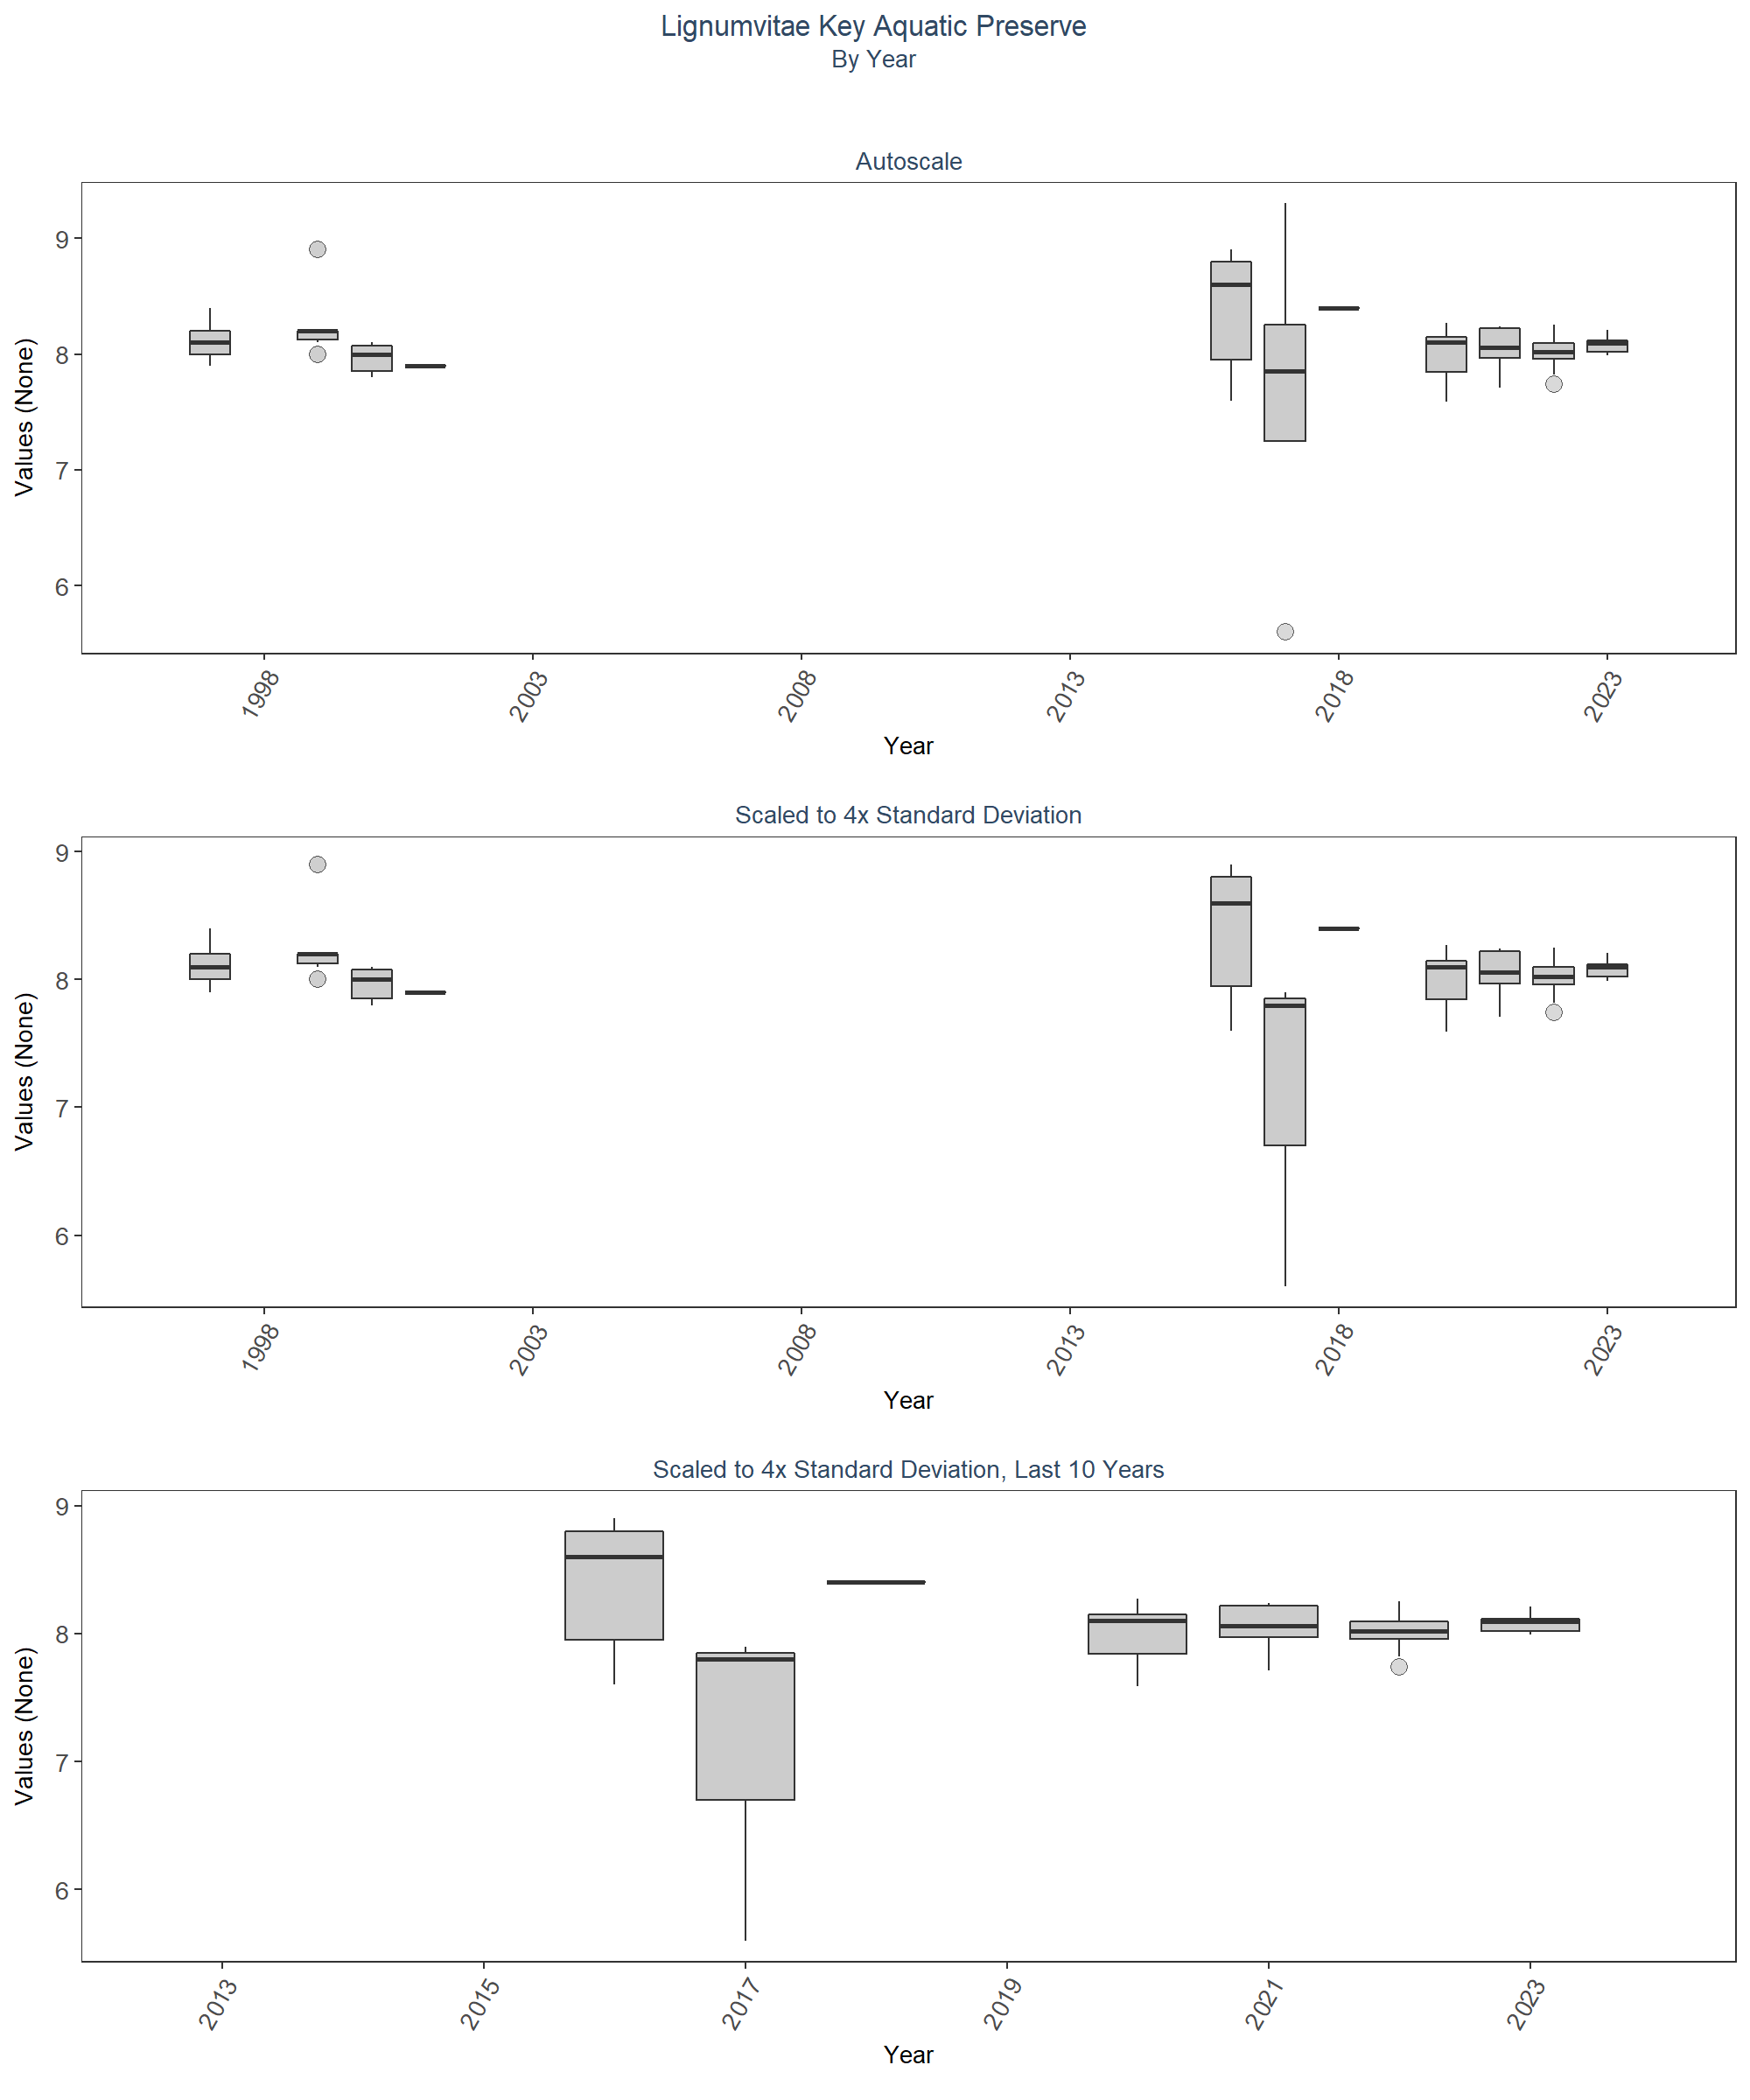 Lignumvitae Key Aquatic Preserve
By Year
Autoscale
Values (None)
9
8
7
6
1998
2003
2008
2013
2018
2023
Year
Scaled to 4x Standard Deviation
Values (None)
9
8
7
6
1998
2003
2008
2013
2018
2023
Year
Scaled to 4x Standard Deviation, Last 10 Years
Values (None)
9
8
7
6
2013
2015
2017
2019
2021
2023
Year